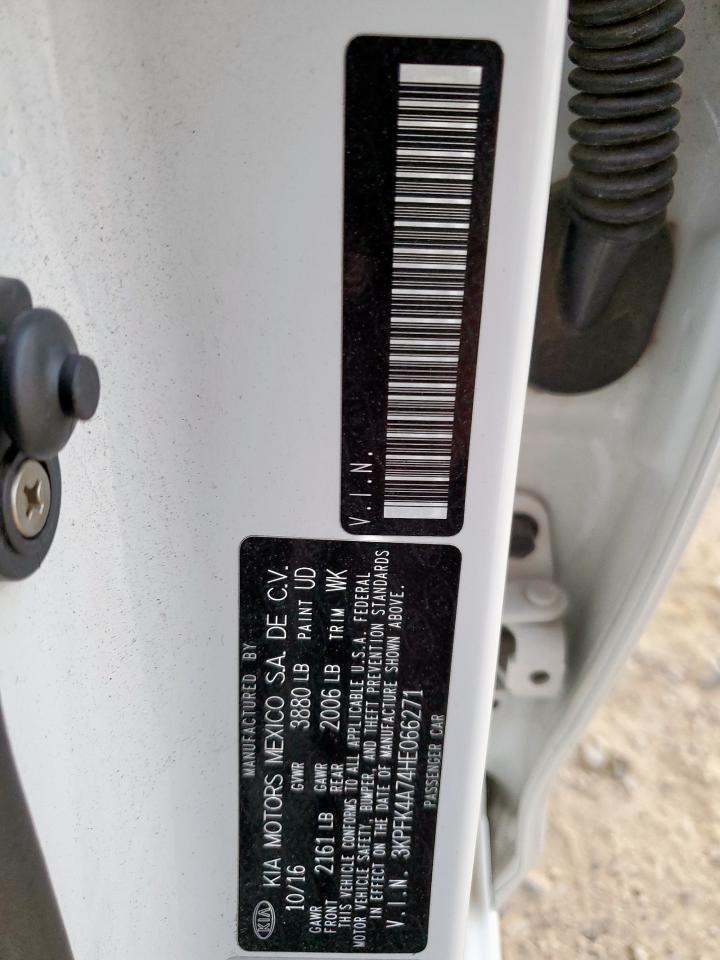 V.I.N.
MANUFACTURED BY
KIA KIA MOTORS MEXICO S.A. DE C.V.
10/16 GVWR 3880 LB PAINT UD
GAWR FRONT 2161 LB GAWR REAR 2006 LB TRIM WK
THIS VEHICLE CONFORMS TO ALL APPLICABLE U.S.A. FEDERAL
MOTOR VEHICLE SAFETY, BUMPER, AND THEFT PREVENTION STANDARDS
IN EFFECT ON THE DATE OF MANUFACTURE SHOWN ABOVE.
V.I.N 3KPFK4A74HE066271
PASSENGER CAR